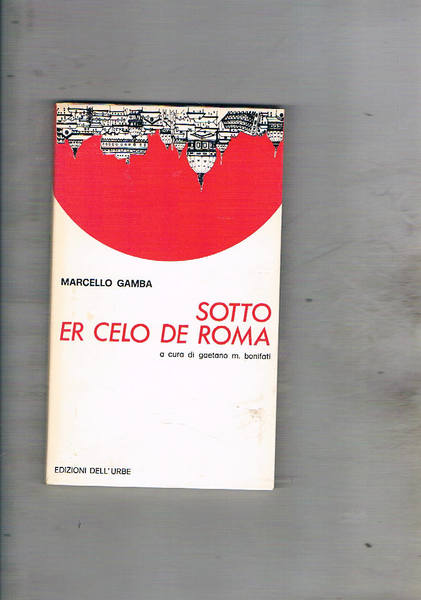 MARCELLO GAMBA
SOTTO
ER CELO DE ROMA
a cura di gaetano m. bonifati
EDIZIONI DELL'URBE